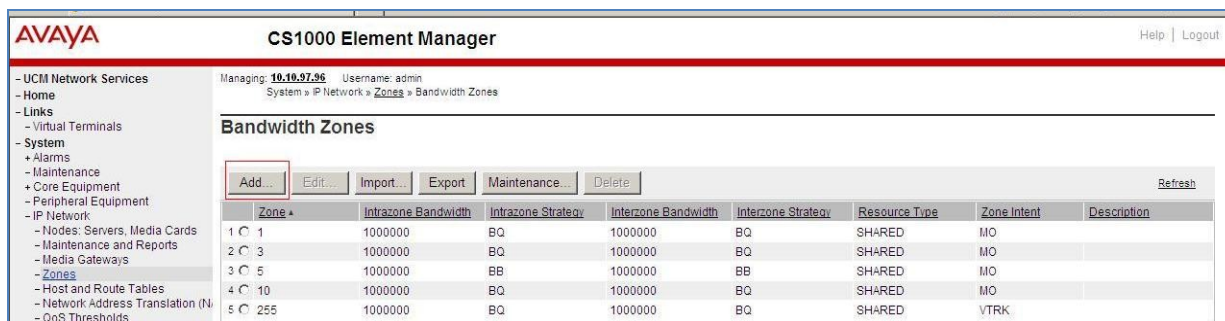 AVAYA
CS1000 Element Manager
Help | Logout
- UCM Network Services
- Home
- Links
- Virtual Terminals
- System
+ Alarms
- Maintenance
+ Core Equipment
- Peripheral Equipment
- IP Network
- Nodes: Servers, Media Cards
- Maintenance and Reports
- Media Gateways
- Zones
- Host and Route Tables
- Network Address Translation (N
- QoS Thresholds
Managing: 10.10.97.96 Username: admin
System » IP Network » Zones » Bandwidth Zones
Bandwidth Zones
Add... Edit... Import... Export Maintenance... Delete Refresh
Zone Intrazone Bandwidth Intrazone Strategy Interzone Bandwidth Interzone Strategy Resource Type Zone Intent Description
1 1 1000000 BQ 1000000 BQ SHARED MO
2 3 1000000 BQ 1000000 BQ SHARED MO
3 5 1000000 BB 1000000 BB SHARED MO
4 10 1000000 BQ 1000000 BQ SHARED MO
5 255 1000000 BQ 1000000 BQ SHARED VTRK